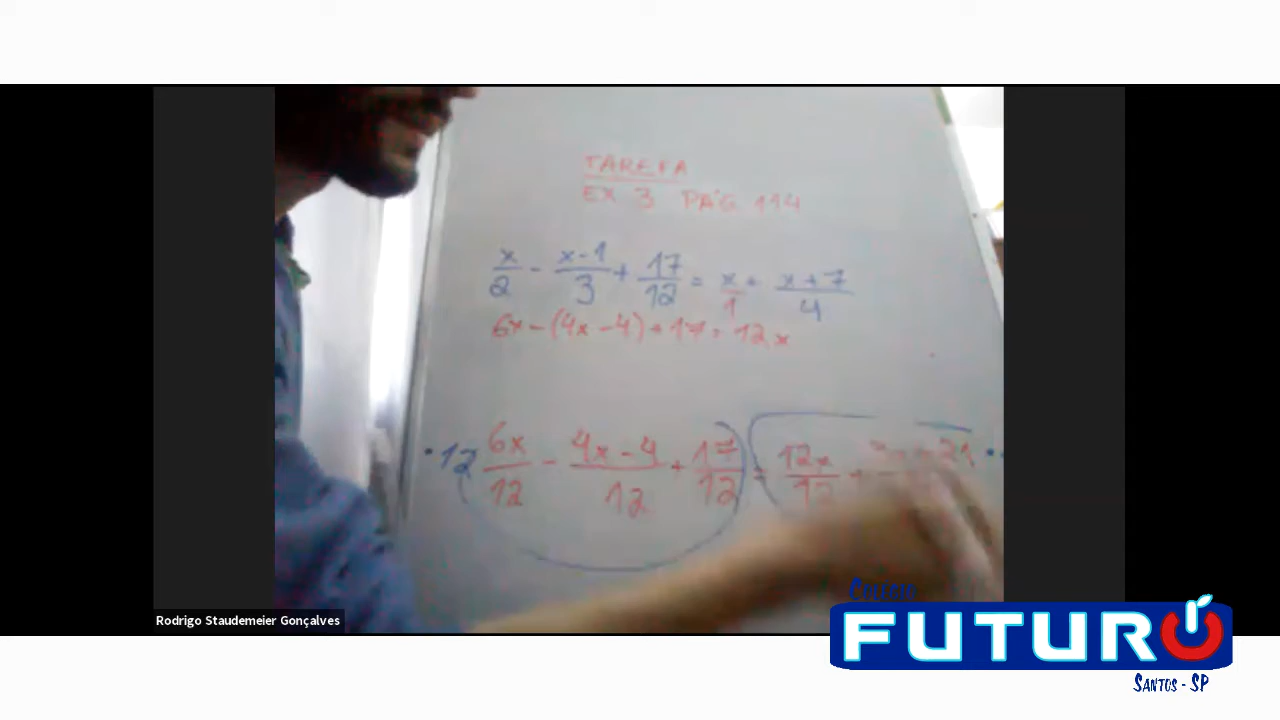 TAREFA
EX 3 PÁG 114
x/2 - (x-1)/3 + 17/12 = x/1 + (x+7)/4
6x - (4x - 4) + 17 = 12x
·12 6x/12 - (4x-4)/12 + 17/12 = 12x/12 + 21 ·
Rodrigo Staudemeier Gonçalves
COLÉGIO
FUTURO
SANTOS - SP